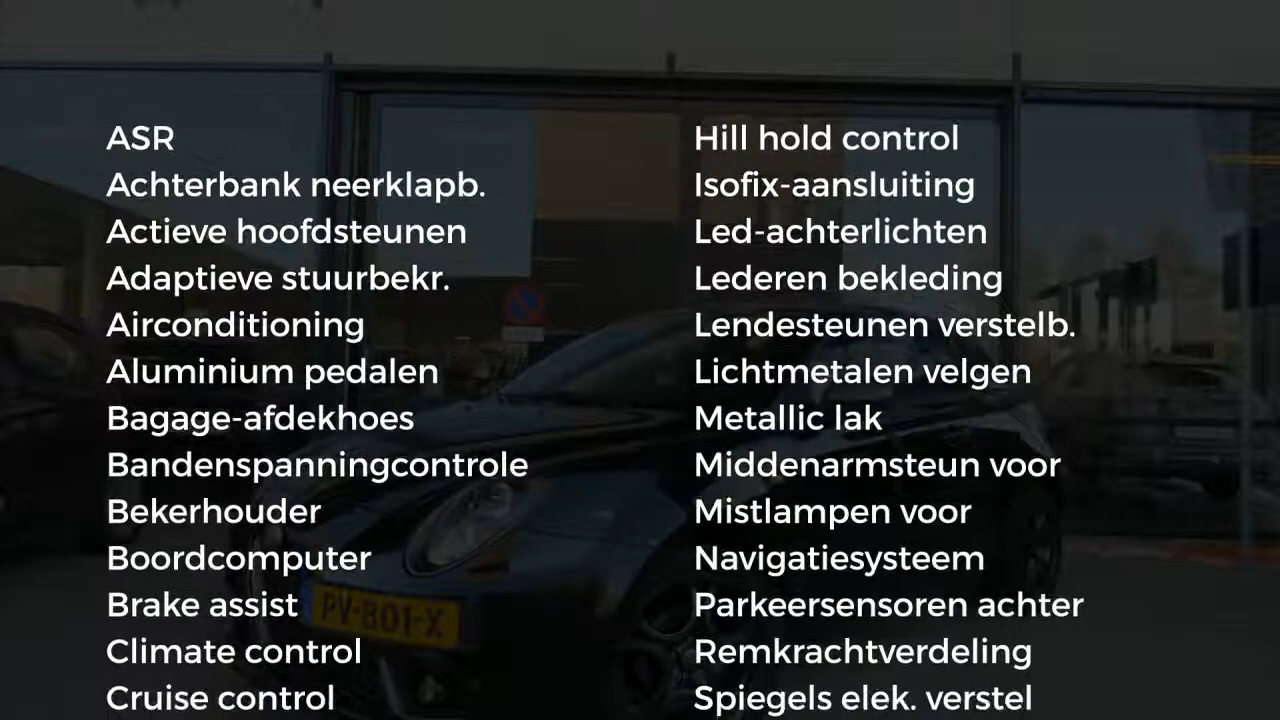 ASR
Achterbank neerklapb.
Actieve hoofdsteunen
Adaptieve stuurbekr.
Airconditioning
Aluminium pedalen
Bagage-afdekhoes
Bandenspanningcontrole
Bekerhouder
Boordcomputer
Brake assist
Climate control
Cruise control
Hill hold control
Isofix-aansluiting
Led-achterlichten
Lederen bekleding
Lendesteunen verstelb.
Lichtmetalen velgen
Metallic lak
Middenarmsteun voor
Mistlampen voor
Navigatiesysteem
Parkeersensoren achter
Remkrachtverdeling
Spiegels elek. verstel
PV-801-X